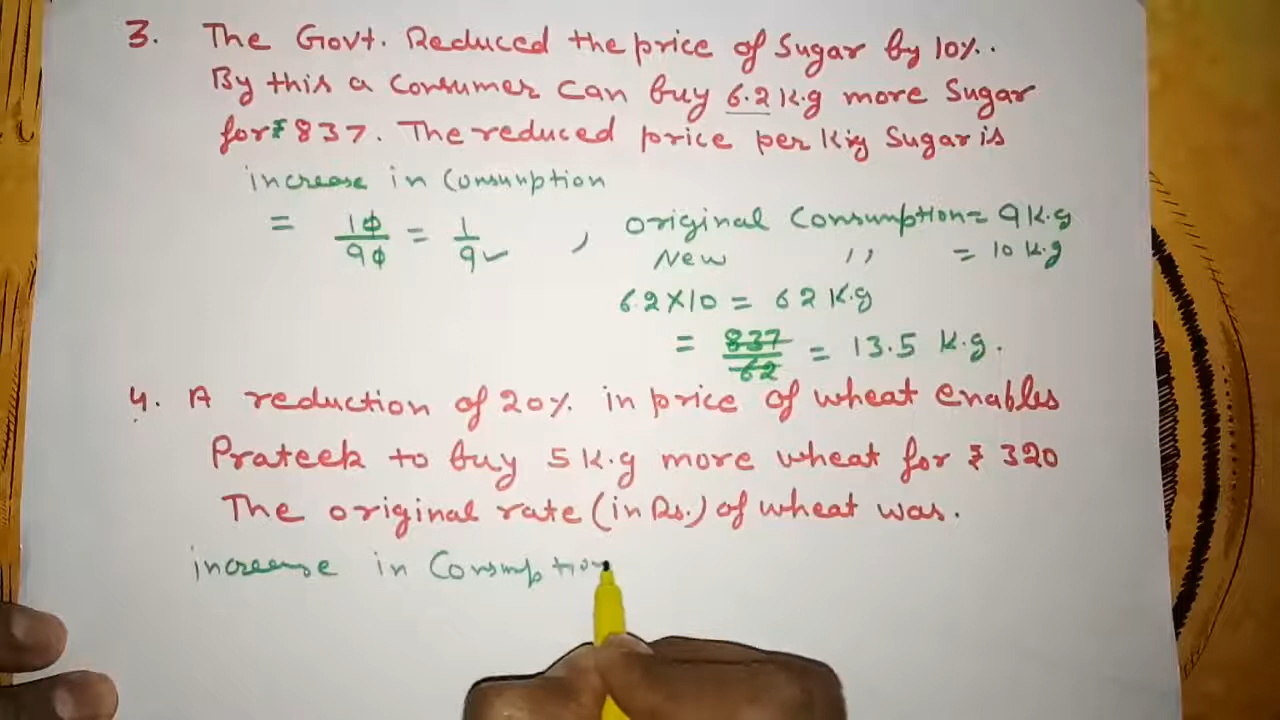 3. The Govt. Reduced the price of Sugar by 10%.
By this a Consumer Can buy 6.2 K.g more Sugar
for ₹ 837. The reduced price per Kg Sugar is
increase in Consumption
= 10/90 = 1/9 , original Consumption = 9 K.g
New ,, = 10 K.g
6.2 × 10 = 62 K.g
= 837/62 = 13.5 K.g.
4. A reduction of 20% in price of wheat enables
Prateek to buy 5 K.g more wheat for ₹ 320
The original rate (in Rs.) of wheat was.
increase in Consmption